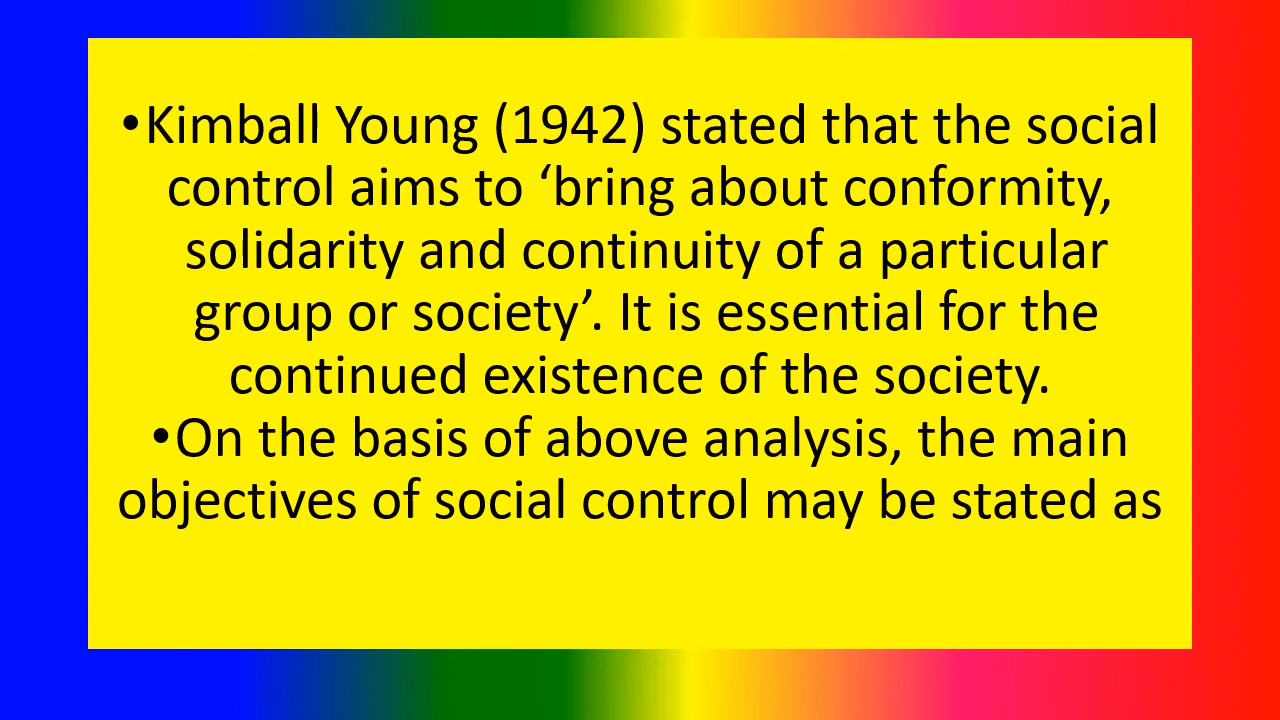 •Kimball Young (1942) stated that the social
control aims to ‘bring about conformity,
solidarity and continuity of a particular
group or society’. It is essential for the
continued existence of the society.
•On the basis of above analysis, the main
objectives of social control may be stated as